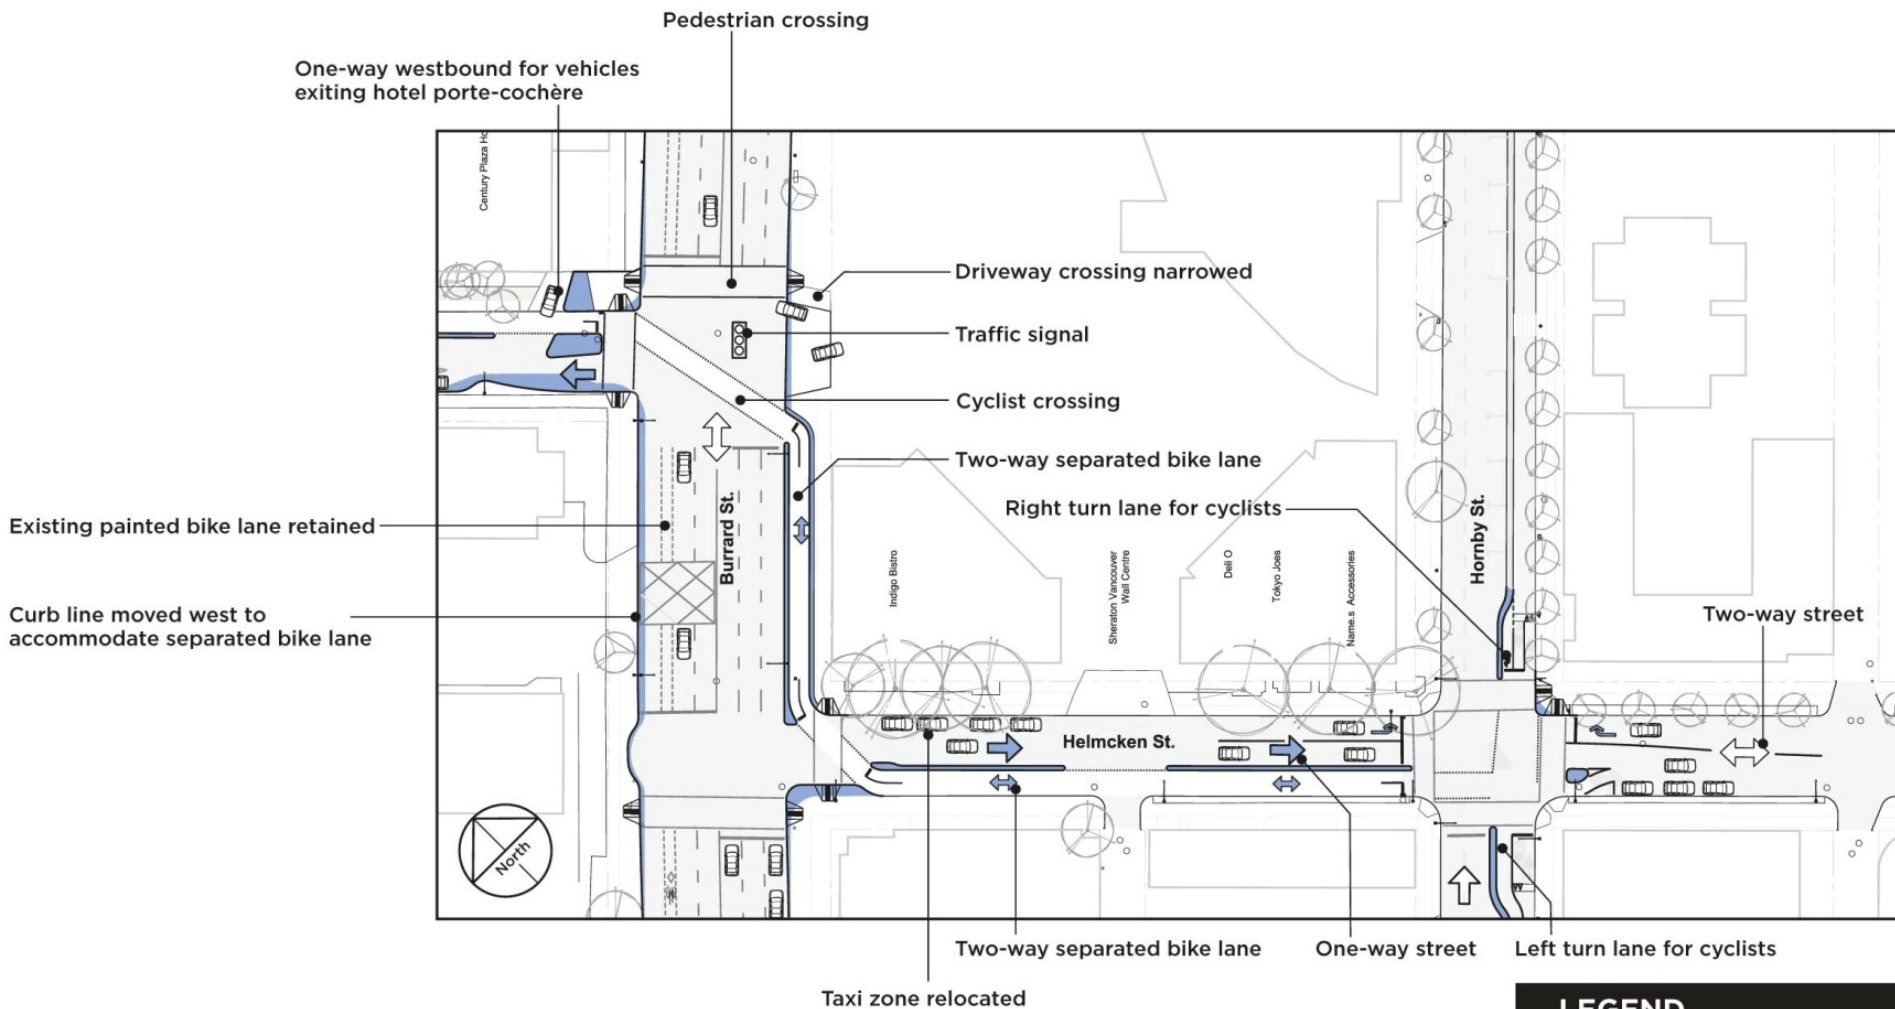 Pedestrian crossing
One-way westbound for vehicles
exiting hotel porte-cochère
Century Plaza Ho
Driveway crossing narrowed
Traffic signal
Cyclist crossing
Two-way separated bike lane
Right turn lane for cyclists
Existing painted bike lane retained
Burrard St.
Hornby St.
Indigo Bistro
Sheraton Vancouver
Wall Centre
Deli O
Tokyo Joes
Name.s Accessories
Curb line moved west to
accommodate separated bike lane
Two-way street
Helmcken St.
North
Two-way separated bike lane
One-way street
Left turn lane for cyclists
Taxi zone relocated
LEGEND